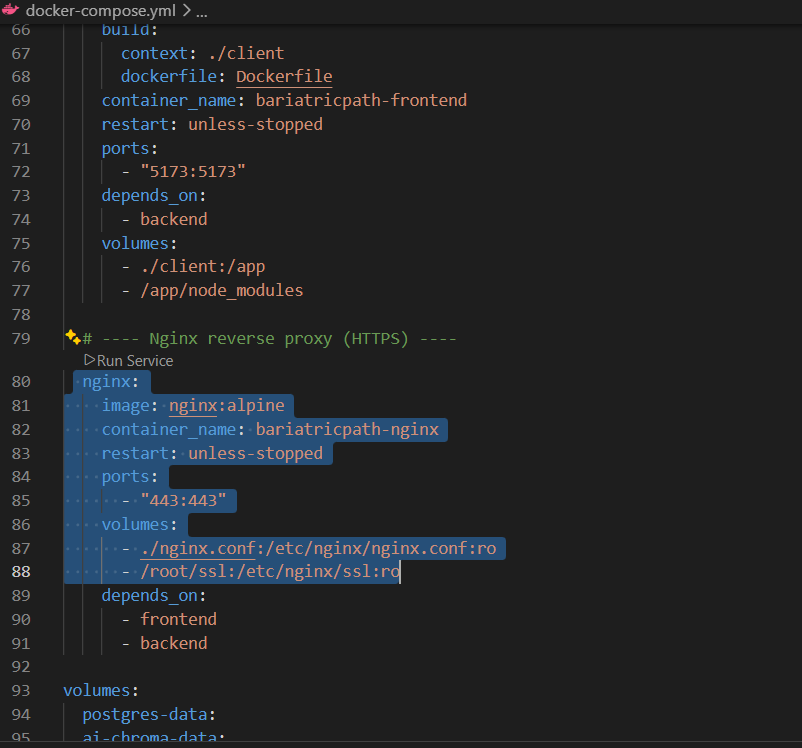 docker-compose.yml > ...
66 build:
67 context: ./client
68 dockerfile: Dockerfile
69 container_name: bariatricpath-frontend
70 restart: unless-stopped
71 ports:
72 - "5173:5173"
73 depends_on:
74 - backend
75 volumes:
76 - ./client:/app
77 - /app/node_modules
78
79 # ---- Nginx reverse proxy (HTTPS) ----
Run Service
80 nginx:
81 image: nginx:alpine
82 container_name: bariatricpath-nginx
83 restart: unless-stopped
84 ports:
85 - "443:443"
86 volumes:
87 - ./nginx.conf:/etc/nginx/nginx.conf:ro
88 - /root/ssl:/etc/nginx/ssl:ro
89 depends_on:
90 - frontend
91 - backend
92
93 volumes:
94 postgres-data:
95 ai-chroma-data: